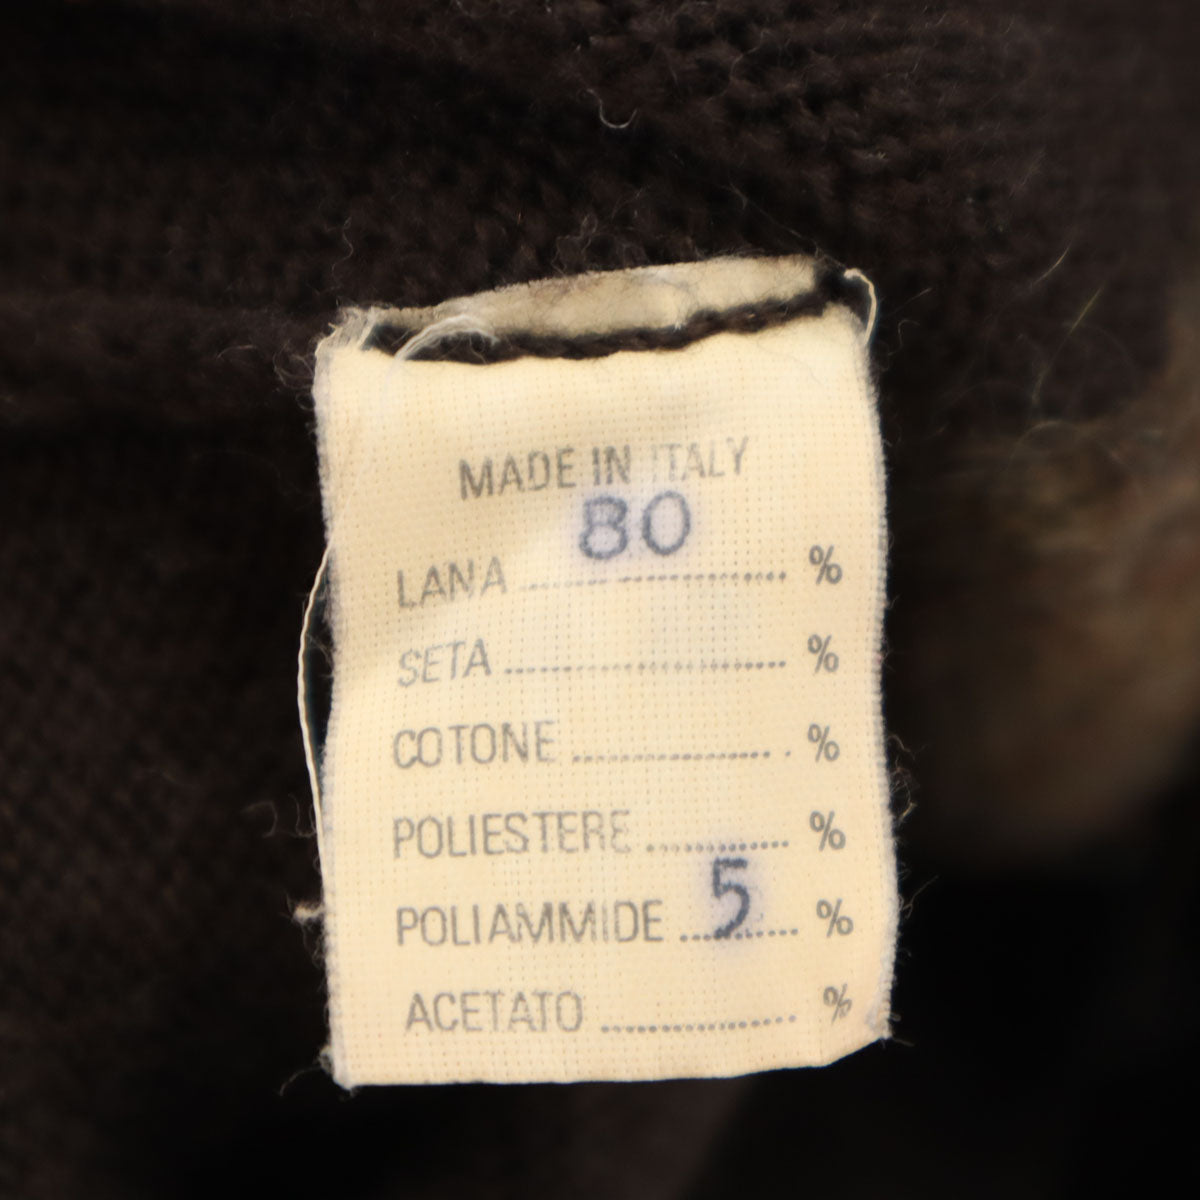 MADE IN ITALY
LANA ........ 80 ........ %
SETA ................ %
COTONE ............ %
POLIESTERE ........ %
POLIAMMIDE .... 5 .... %
ACETATO ............ %